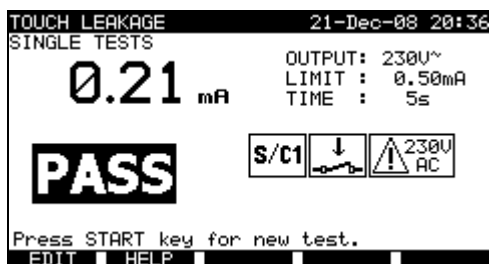 TOUCH LEAKAGE 21-Dec-08 20:36
SINGLE TESTS
0.21 mA
OUTPUT: 230V~
LIMIT : 0.50mA
TIME : 5s
PASS
S/C1
230V
AC
Press START key for new test.
EDIT HELP